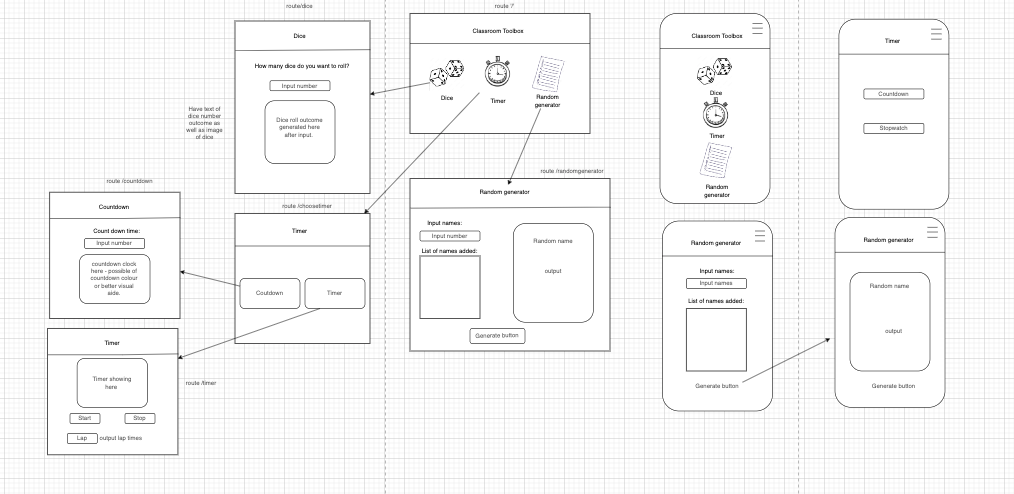 route/dice
Dice
How many dice do you want to roll?
Input number
Dice roll outcome
generated here
after input.
Have text of
dice number
outcome as
well as image
of dice
route '/'
Classroom Toolbox
Dice
Timer
Random
generator
route /countdown
Countdown
Count down time:
Input number
countdown clock
here - possible of
countdown colour
or better visual
aide.
route /choosetimer
Timer
Coutdown
Timer
route /randomgenerator
Random generator
Input names:
Input number
List of names added:
Random name
output
Generate button
Timer
Timer showing
here
Start
Stop
Lap
output lap times
route /timer
Classroom Toolbox
Dice
Timer
Random
generator
Timer
Countdown
Stopwatch
Random generator
Input names:
Input names
List of names added:
Generate button
Random generator
Random name
output
Generate button